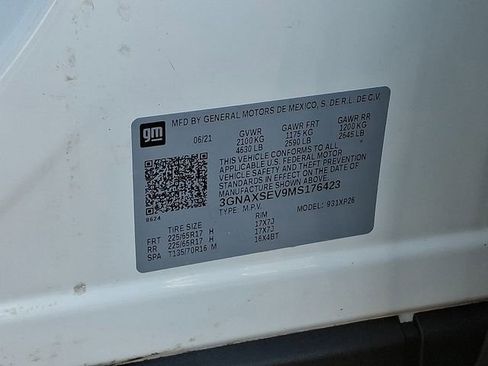 gm
MFD BY GENERAL MOTORS DE MEXICO, S. DE R.L. DE C.V.
06/21 GVWR GAWR FRT GAWR RR
2100 KG 1175 KG 1200 KG
4630 LB 2590 LB 2645 LB
THIS VEHICLE CONFORMS TO ALL
APPLICABLE U.S. FEDERAL MOTOR
VEHICLE SAFETY AND THEFT PREVENTION
STANDARDS IN EFFECT ON THE DATE OF
MANUFACTURE SHOWN ABOVE.
3GNAXSEV9MS176423
TYPE: M.P.V. MODEL: 931XP26
8624
TIRE SIZE RIM
FRT 225/65R17 H 17X7J
RR 225/65R17 H 17X7J
SPA T135/70R16 M 16X4BT